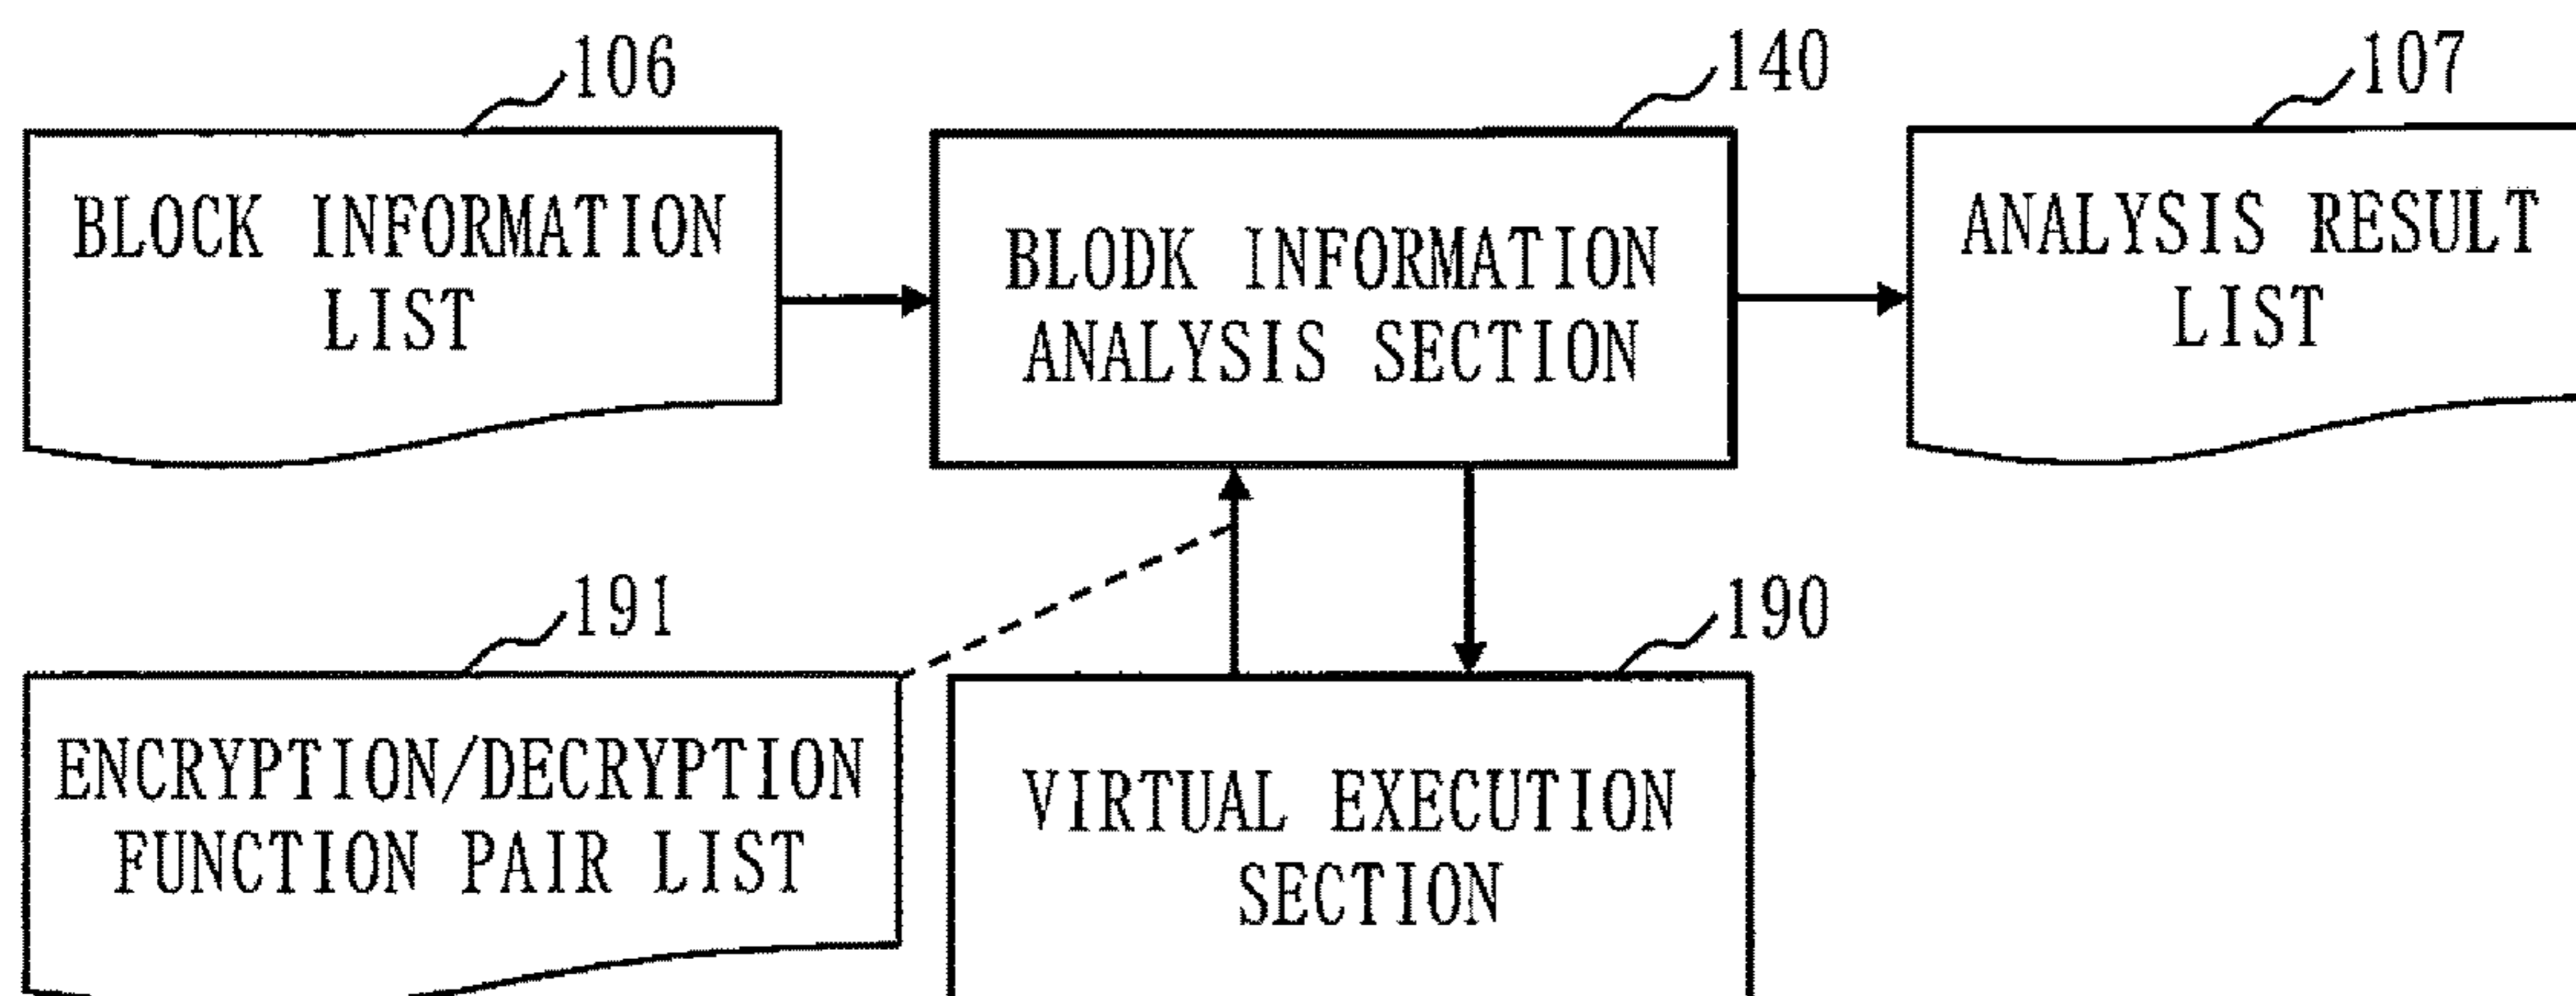 106
140
107
BLOCK INFORMATION
LIST
BLODK INFORMATION
ANALYSIS SECTION
ANALYSIS RESULT
LIST
191
190
ENCRYPTION/DECRYPTION
FUNCTION PAIR LIST
VIRTUAL EXECUTION
SECTION